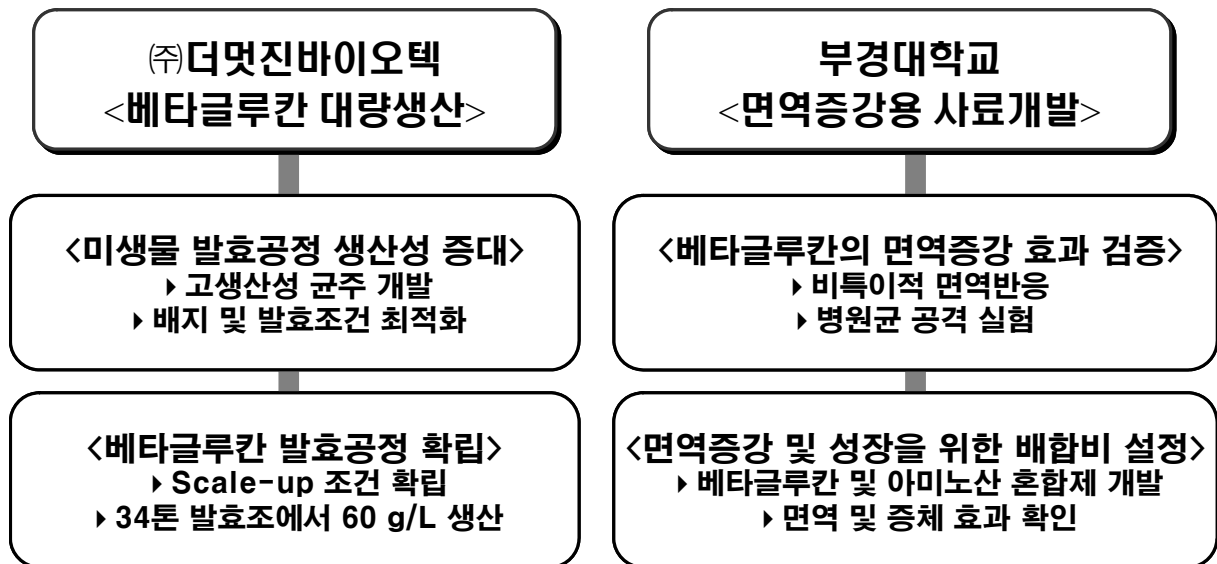 ㈜더멋진바이오텍
<베타글루칸 대량생산>
<미생물 발효공정 생산성 증대>
▸고생산성 균주 개발
▸배지 및 발효조건 최적화
<베타글루칸 발효공정 확립>
▸Scale-up 조건 확립
▸34톤 발효조에서 60 g/L 생산
부경대학교
<면역증강용 사료개발>
<베타글루칸의 면역증강 효과 검증>
▸비특이적 면역반응
▸병원균 공격 실험
<면역증강 및 성장을 위한 배합비 설정>
▸베타글루칸 및 아미노산 혼합제 개발
▸면역 및 증체 효과 확인